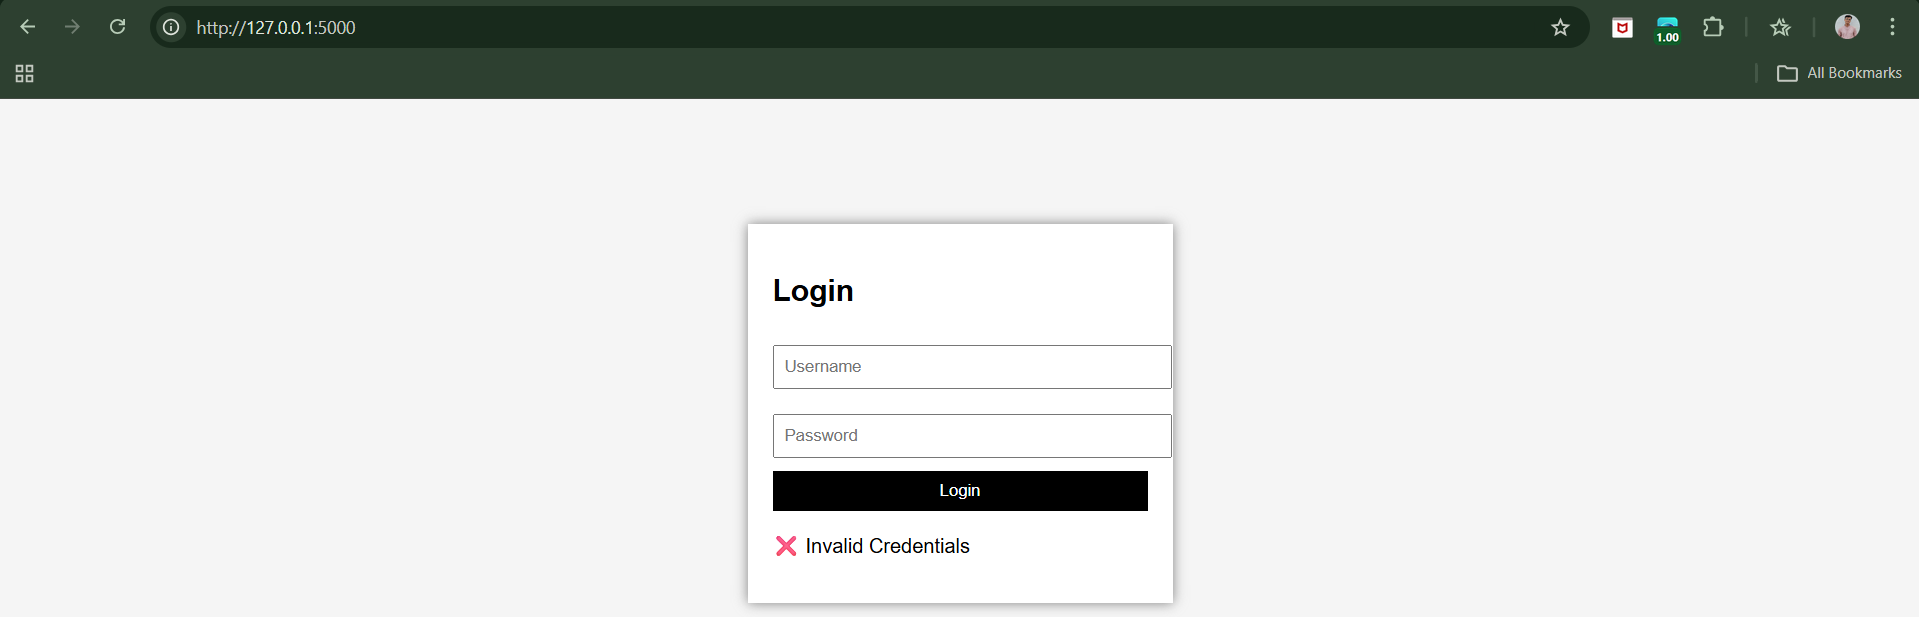 http://127.0.0.1:5000
1.00
All Bookmarks
Login
Username
Password
Login
❌ Invalid Credentials